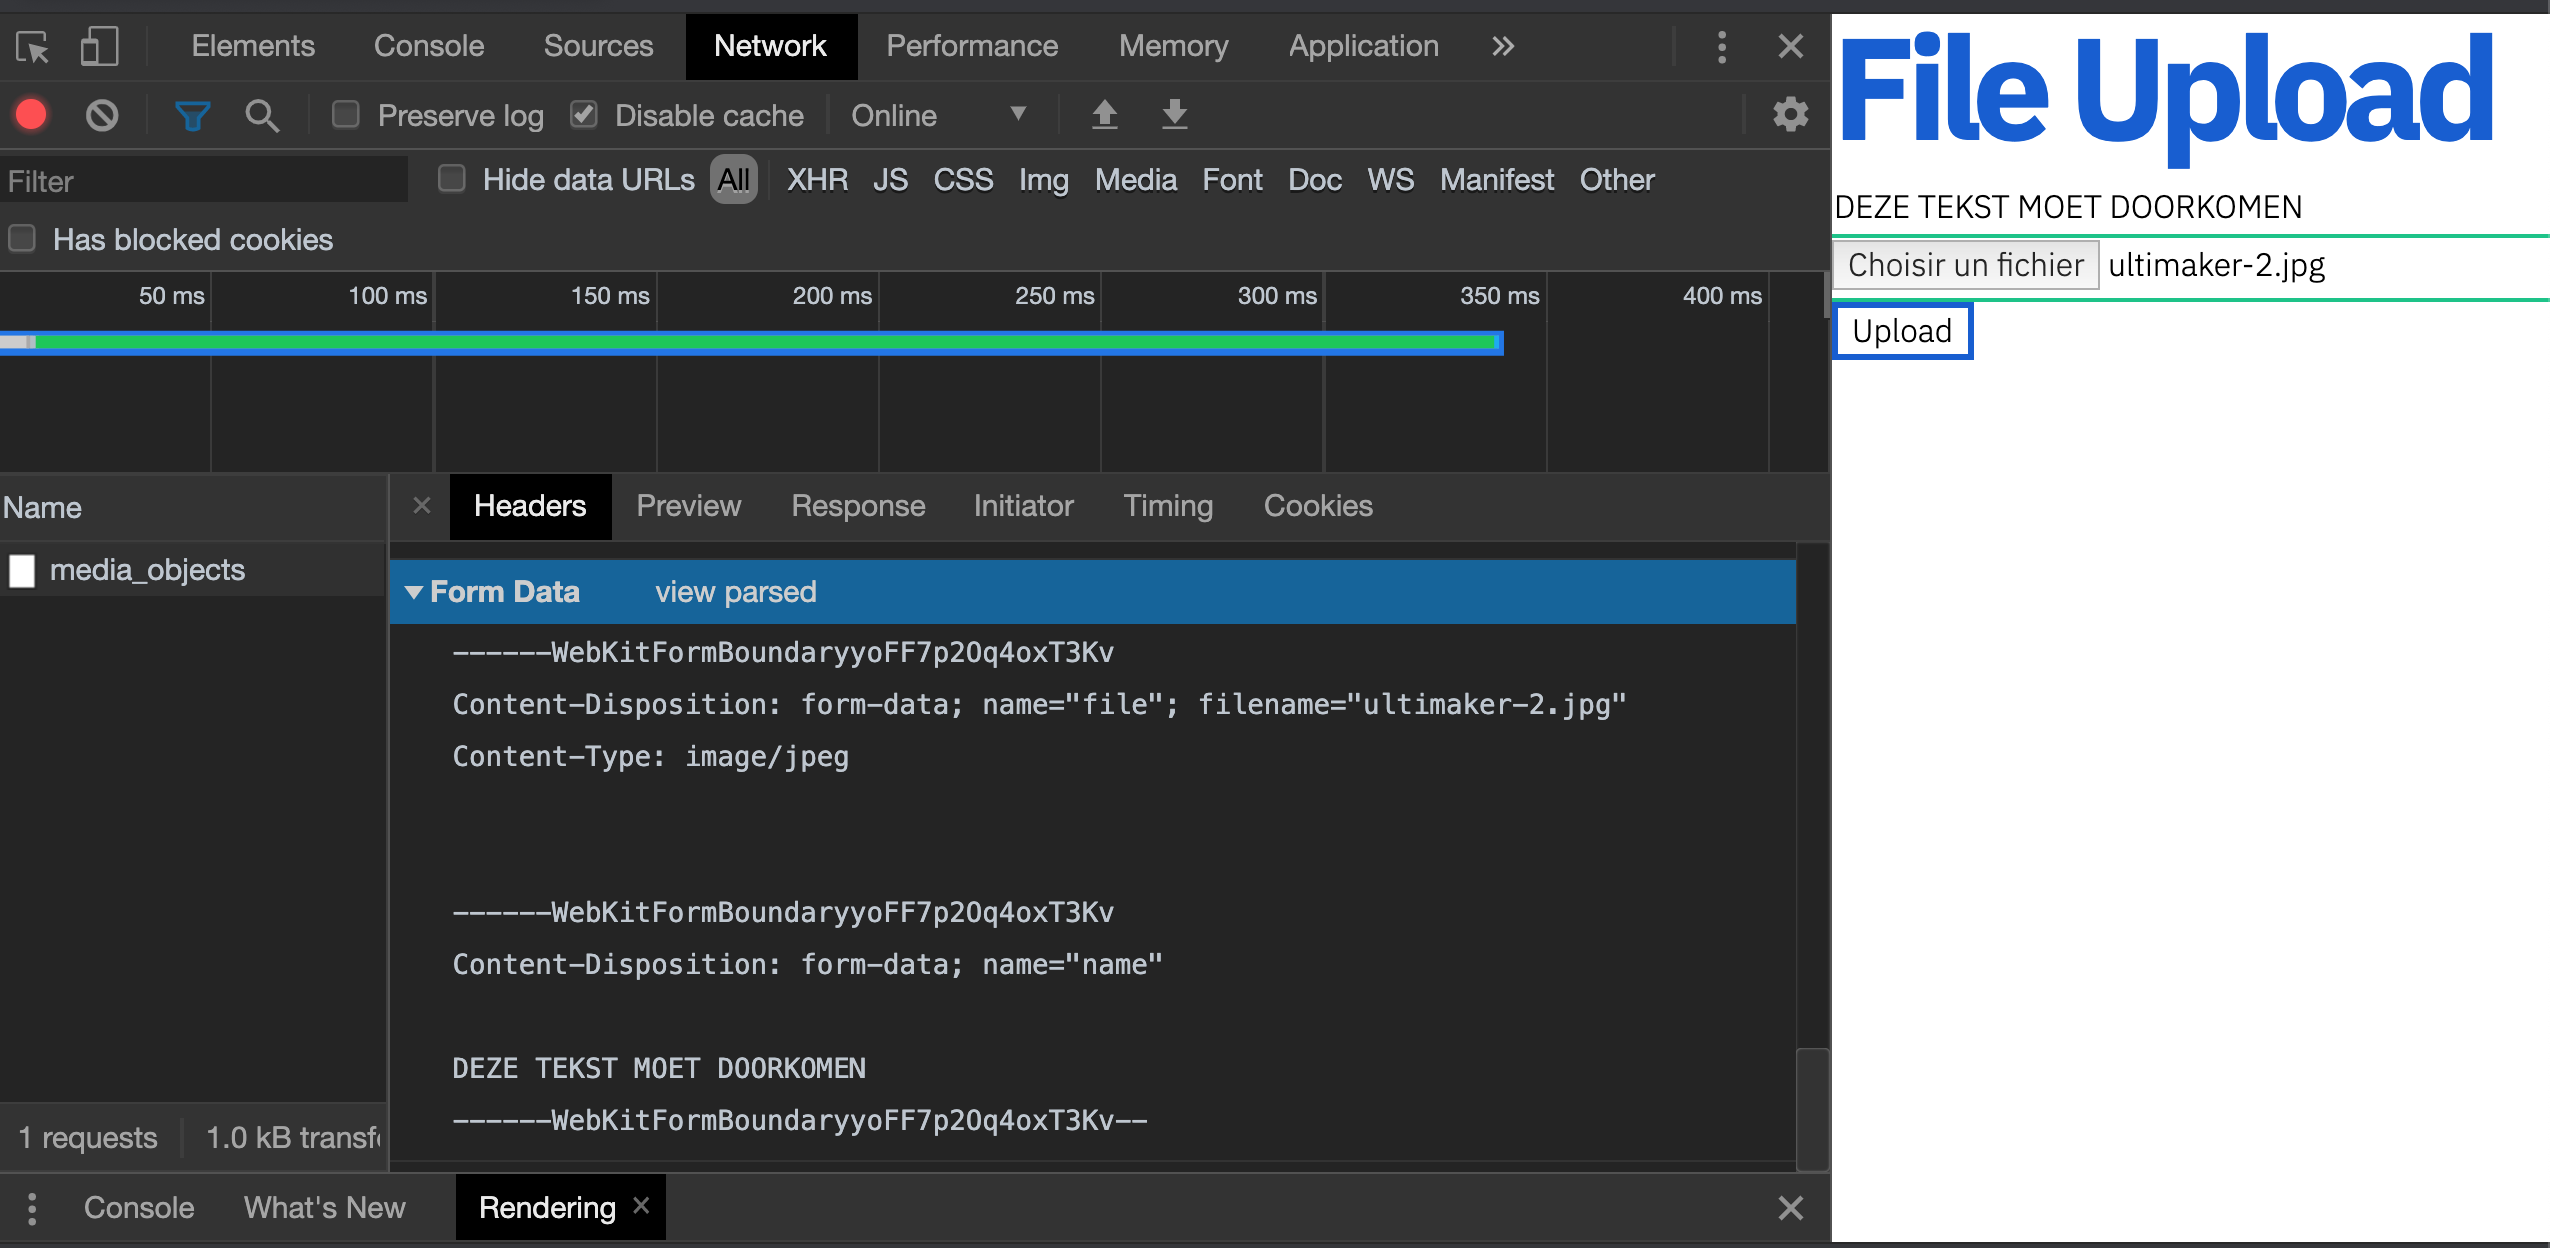 Elements Console Sources Network Performance Memory Application »
Preserve log Disable cache Online
Filter Hide data URLs All XHR JS CSS Img Media Font Doc WS Manifest Other
Has blocked cookies
50 ms 100 ms 150 ms 200 ms 250 ms 300 ms 350 ms 400 ms
Name
media_objects
1 requests 1.0 kB transfe
× Headers Preview Response Initiator Timing Cookies
Form Data view parsed
------WebKitFormBoundaryyoFF7p2Oq4oxT3Kv
Content-Disposition: form-data; name="file"; filename="ultimaker-2.jpg"
Content-Type: image/jpeg
------WebKitFormBoundaryyoFF7p2Oq4oxT3Kv
Content-Disposition: form-data; name="name"
DEZE TEKST MOET DOORKOMEN
------WebKitFormBoundaryyoFF7p2Oq4oxT3Kv--
Console What's New Rendering ×
File Upload
DEZE TEKST MOET DOORKOMEN
Choisir un fichier ultimaker-2.jpg
Upload